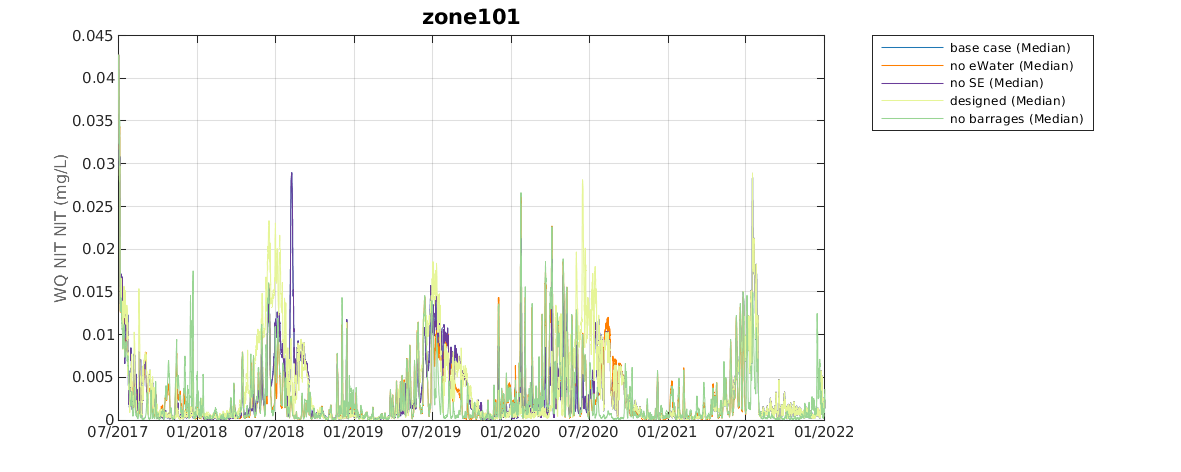 zone101
0.045
0.04
0.035
0.03
0.025
0.02
0.015
0.01
0.005
0
WQ NIT NIT (mg/L)
07/2017 01/2018 07/2018 01/2019 07/2019 01/2020 07/2020 01/2021 07/2021 01/2022
base case (Median)
no eWater (Median)
no SE (Median)
designed (Median)
no barrages (Median)